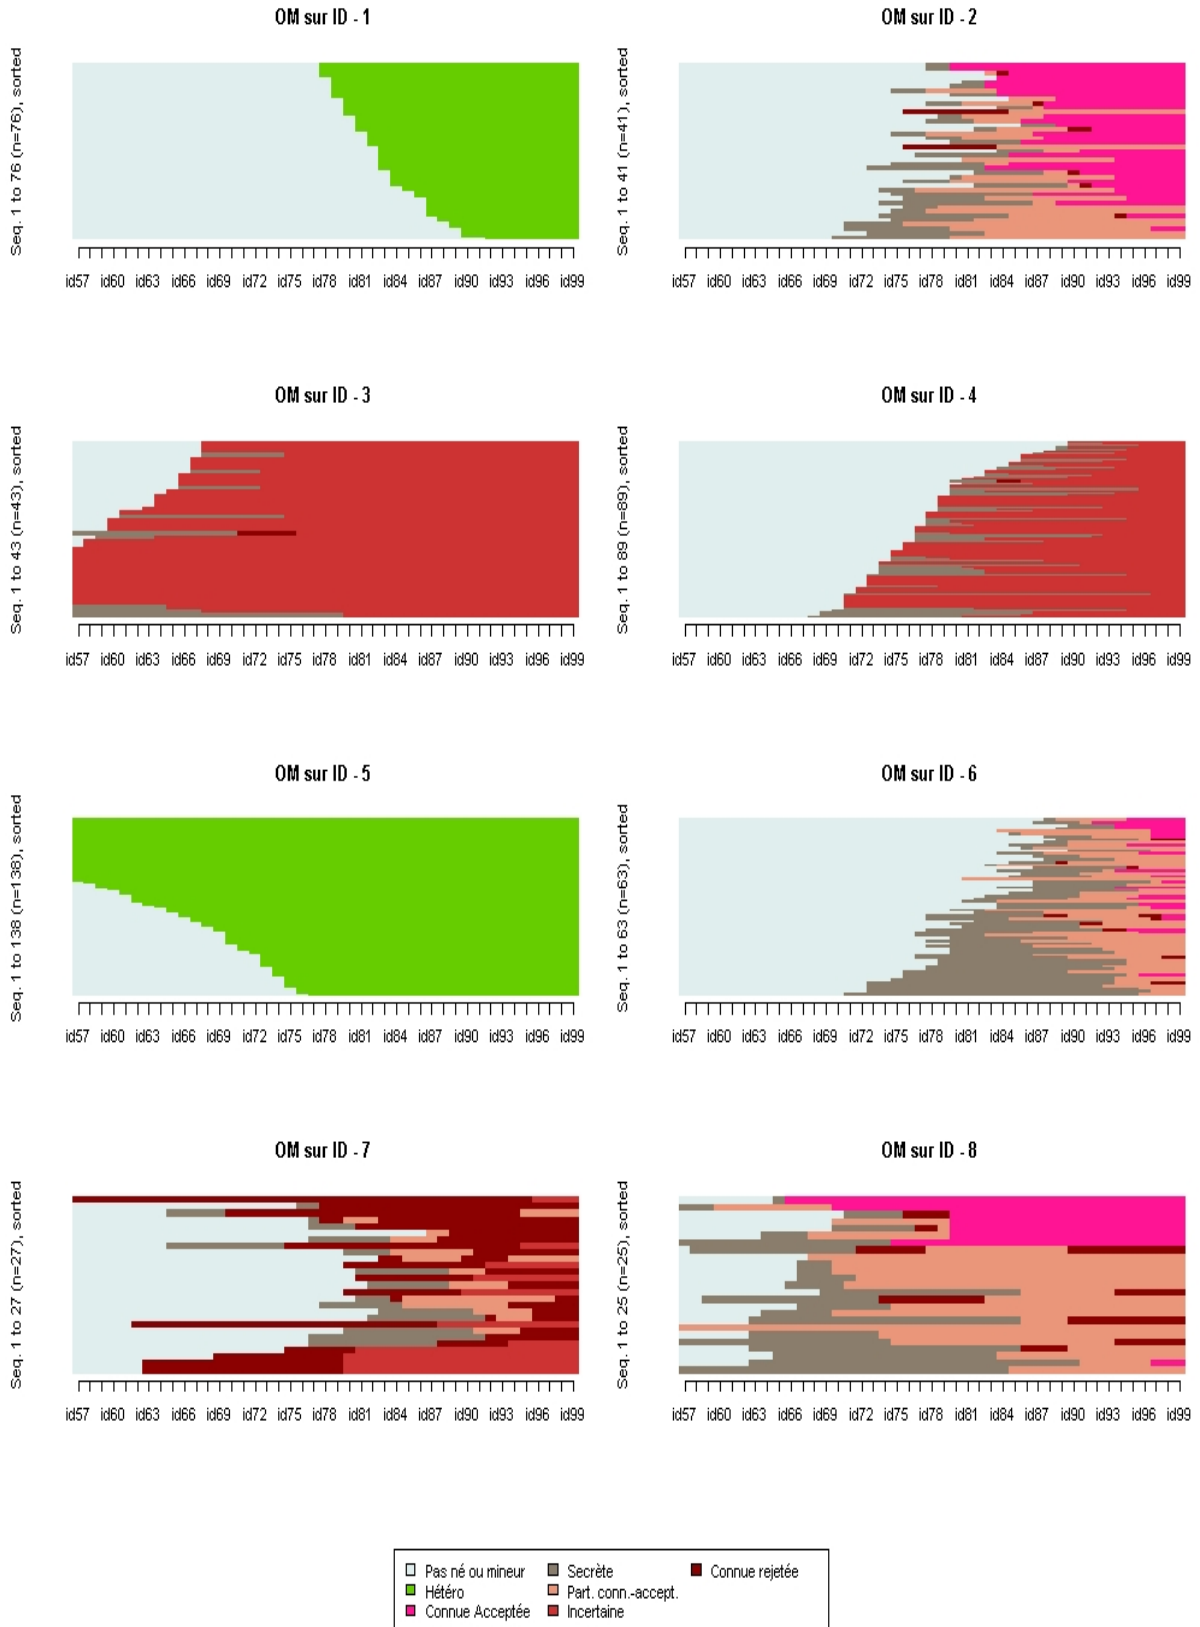 OM sur ID - 1
Seq. 1 to 76 (n=76), sorted
id57 id60 id63 id66 id69 id72 id75 id78 id81 id84 id87 id90 id93 id96 id99
OM sur ID - 2
Seq. 1 to 41 (n=41), sorted
id57 id60 id63 id66 id69 id72 id75 id78 id81 id84 id87 id90 id93 id96 id99
OM sur ID - 3
Seq. 1 to 43 (n=43), sorted
id57 id60 id63 id66 id69 id72 id75 id78 id81 id84 id87 id90 id93 id96 id99
OM sur ID - 4
Seq. 1 to 89 (n=89), sorted
id57 id60 id63 id66 id69 id72 id75 id78 id81 id84 id87 id90 id93 id96 id99
OM sur ID - 5
Seq. 1 to 138 (n=138), sorted
id57 id60 id63 id66 id69 id72 id75 id78 id81 id84 id87 id90 id93 id96 id99
OM sur ID - 6
Seq. 1 to 63 (n=63), sorted
id57 id60 id63 id66 id69 id72 id75 id78 id81 id84 id87 id90 id93 id96 id99
OM sur ID - 7
Seq. 1 to 27 (n=27), sorted
id57 id60 id63 id66 id69 id72 id75 id78 id81 id84 id87 id90 id93 id96 id99
OM sur ID - 8
Seq. 1 to 25 (n=25), sorted
id57 id60 id63 id66 id69 id72 id75 id78 id81 id84 id87 id90 id93 id96 id99
Pas né ou mineur
Hétéro
Connue Acceptée
Secrète
Part. conn.-accept.
Incertaine
Connue rejetée